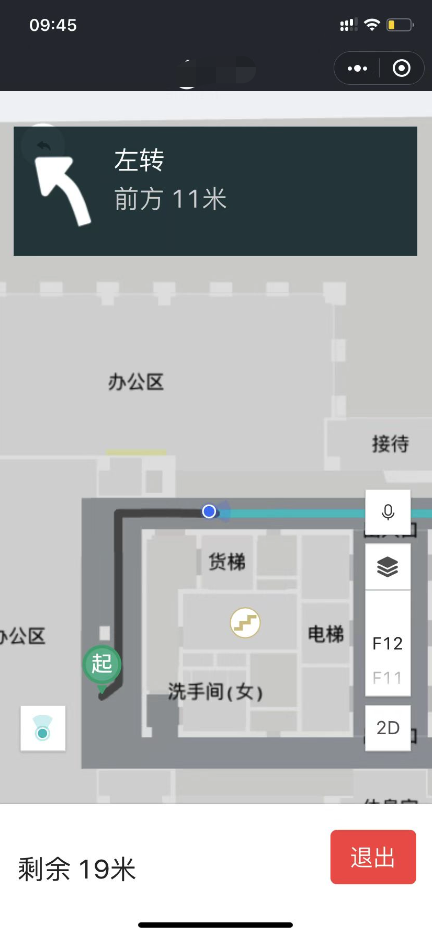 09:45
左转
前方 11米
办公区
接待
货梯
F12
办公区
电梯
起
F11
洗手间(女)
2D
剩余 19米
退出